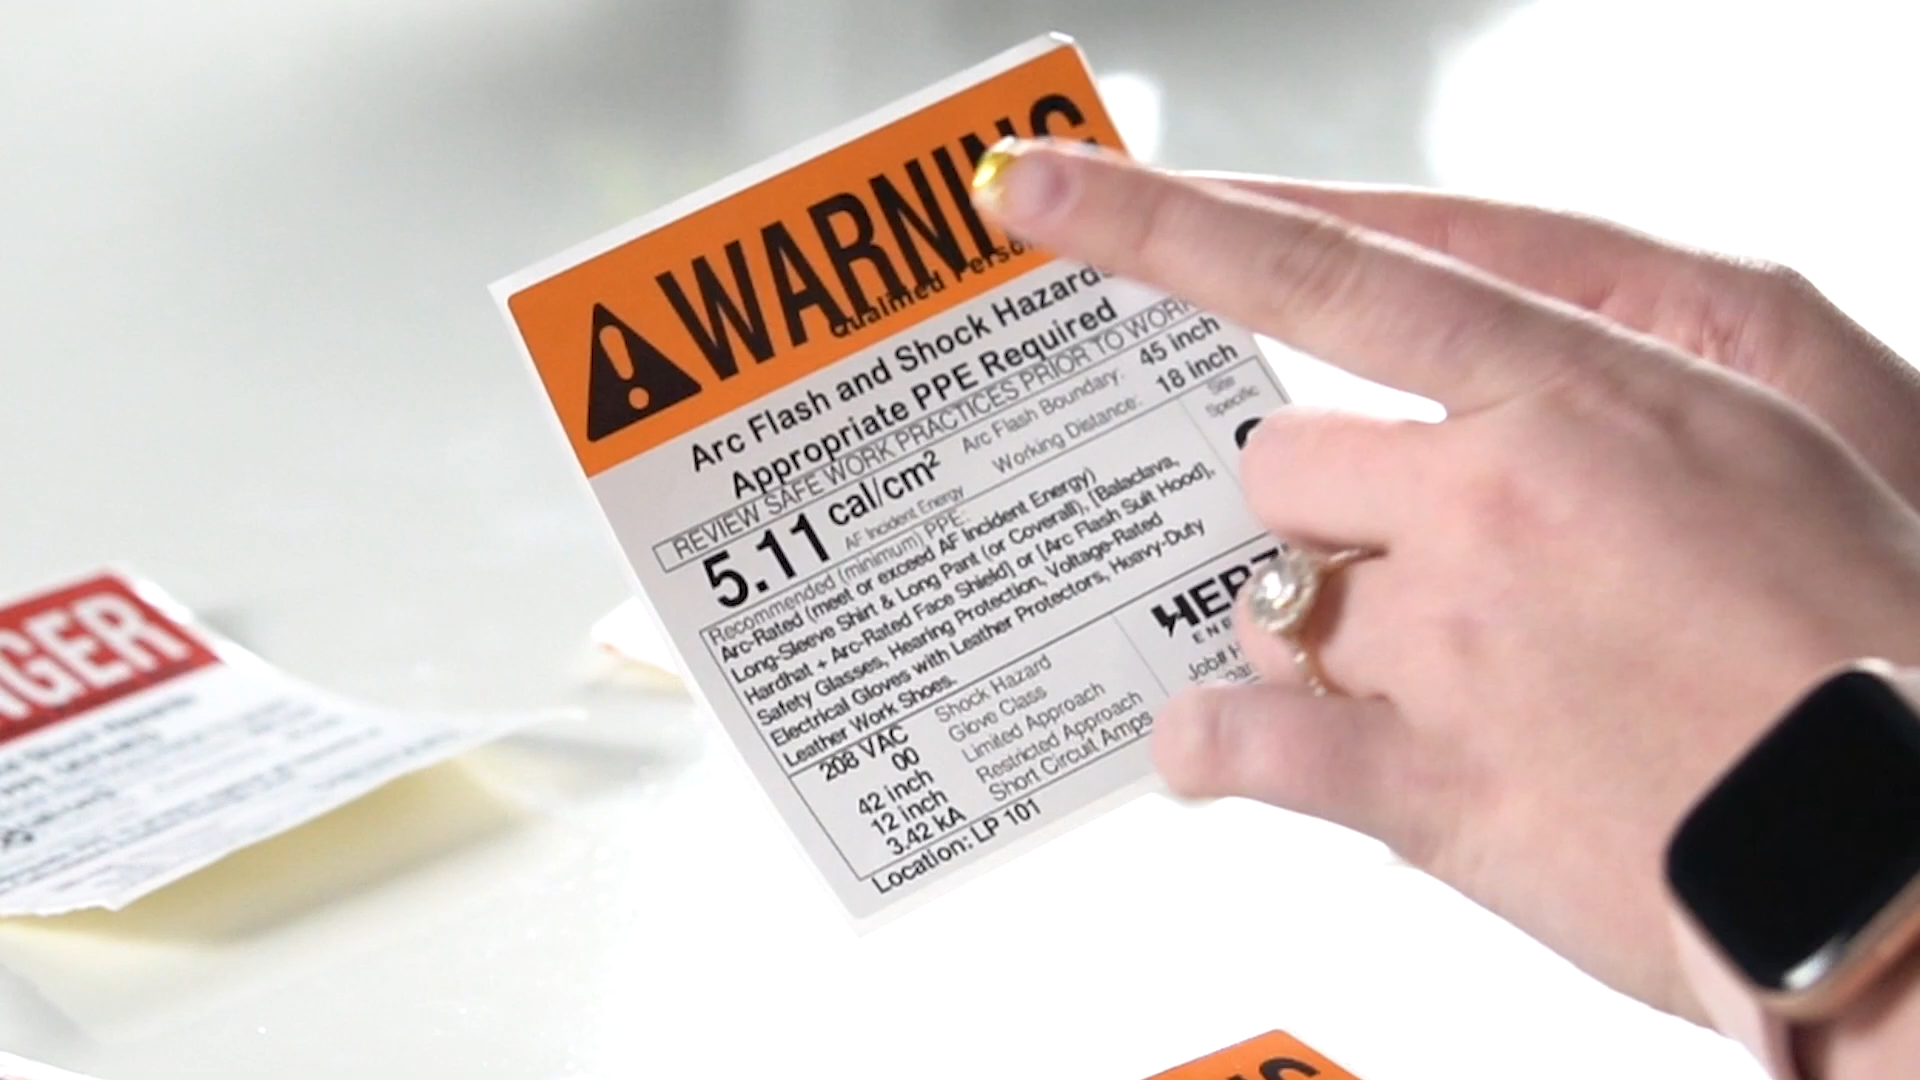 WARNING
Qualified Person
Arc Flash and Shock Hazards
Appropriate PPE Required
REVIEW SAFE WORK PRACTICES PRIOR TO WORK
5.11 cal/cm²
AF Incident Energy
Arc Flash Boundary: 45 inch
Working Distance: 18 inch
Site
Specific
Recommended (minimum) PPE:
Arc-Rated (meet or exceed AF Incident Energy)
Long-Sleeve Shirt & Long Pant (or Coverall), [Balaclava,
Hardhat + Arc-Rated Face Shield] or [Arc Flash Suit Hood],
Safety Glasses, Hearing Protection, Voltage-Rated
Electrical Gloves with Leather Protectors, Heavy-Duty
Leather Work Shoes.
208 VAC Shock Hazard
00 Glove Class
42 inch Limited Approach
12 inch Restricted Approach
3.42 kA Short Circuit Amps
Location: LP 101
HERTZ
ENE
Job# H
NGER